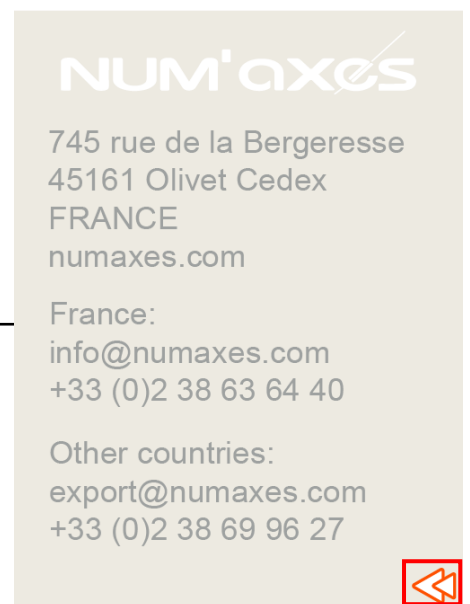 NUM'axes
745 rue de la Bergeresse
45161 Olivet Cedex
FRANCE
numaxes.com
France:
info@numaxes.com
+33 (0)2 38 63 64 40
Other countries:
export@numaxes.com
+33 (0)2 38 69 96 27